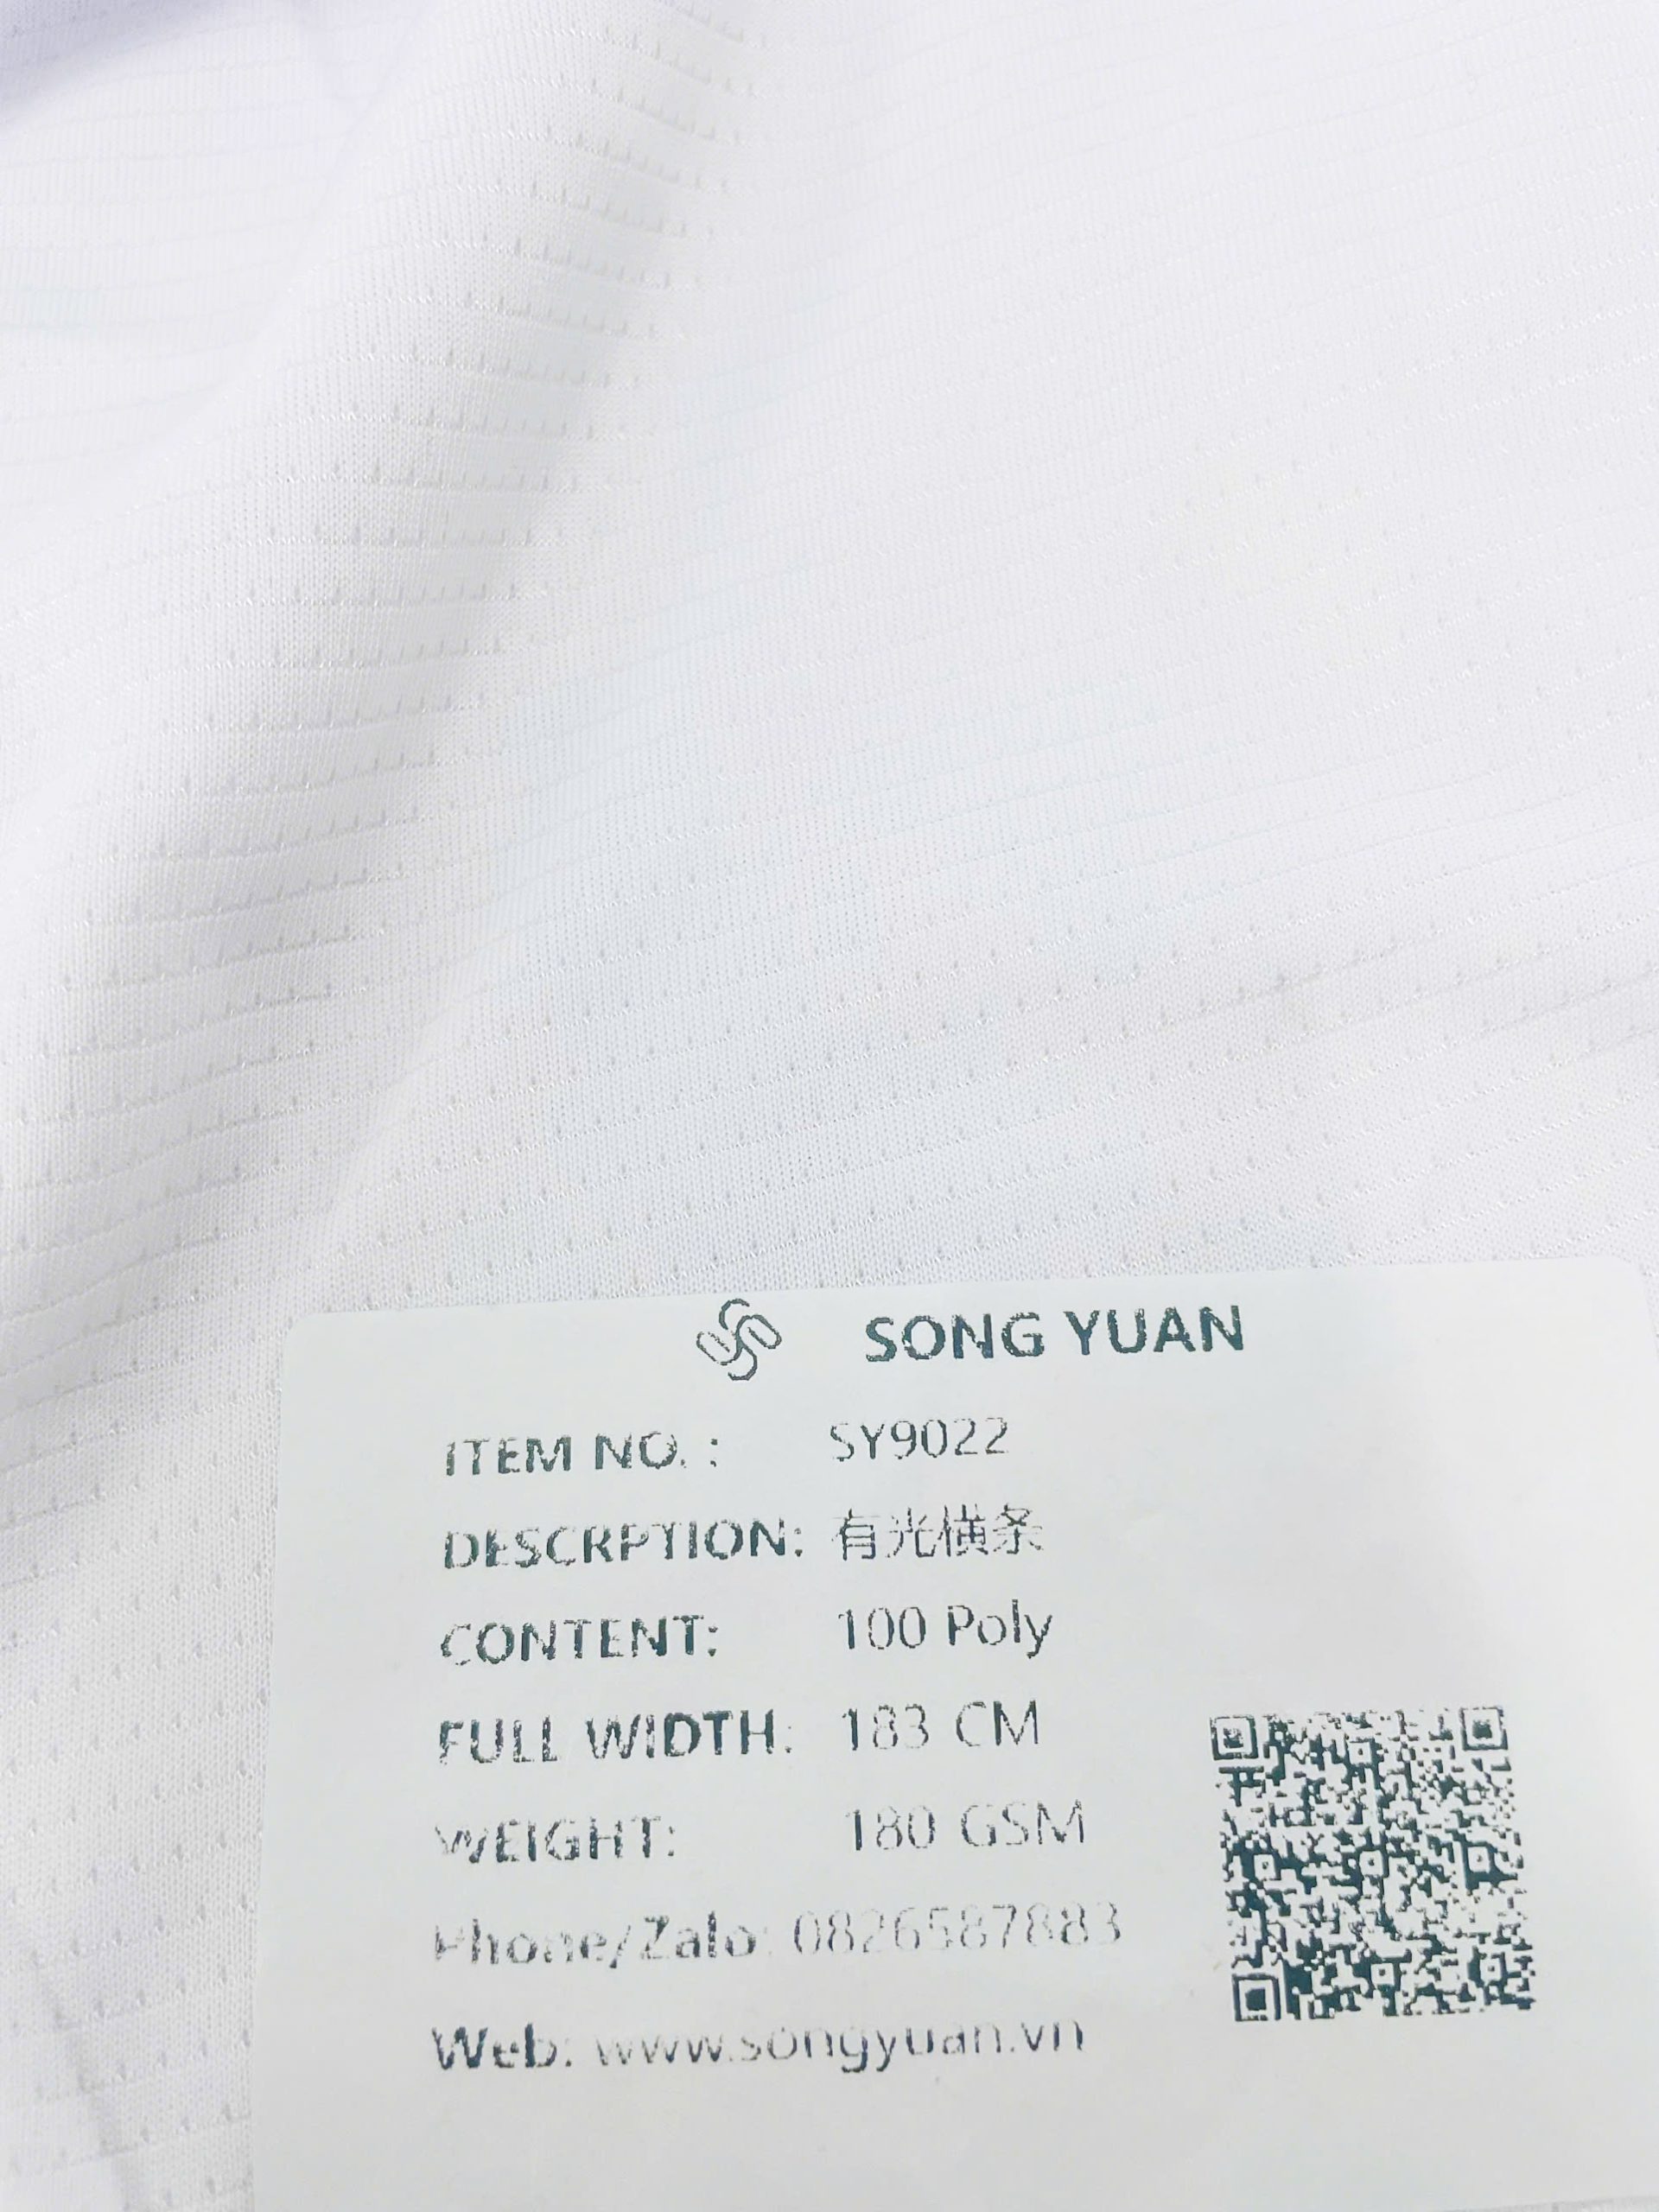 SONG YUAN
ITEM NO. : SY9022
DESCRPTION: 有光横条
CONTENT: 100 Poly
FULL WIDTH: 183 CM
WEIGHT: 180 GSM
Phone/Zalo: 0826587883
Web: www.songyuan.vn